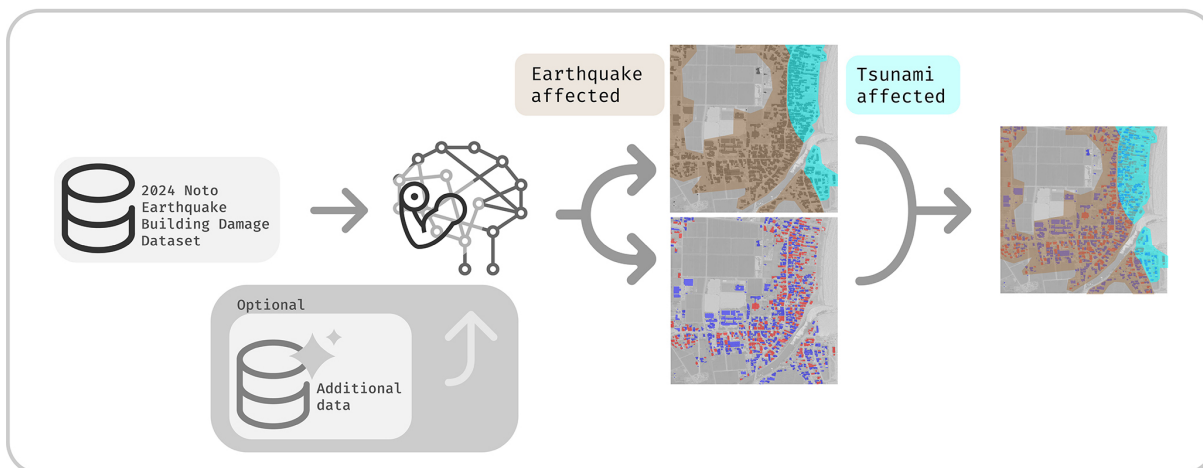 2024 Noto
Earthquake
Building Damage
Dataset
Optional
Additional
data
Earthquake
affected
Tsunami
affected